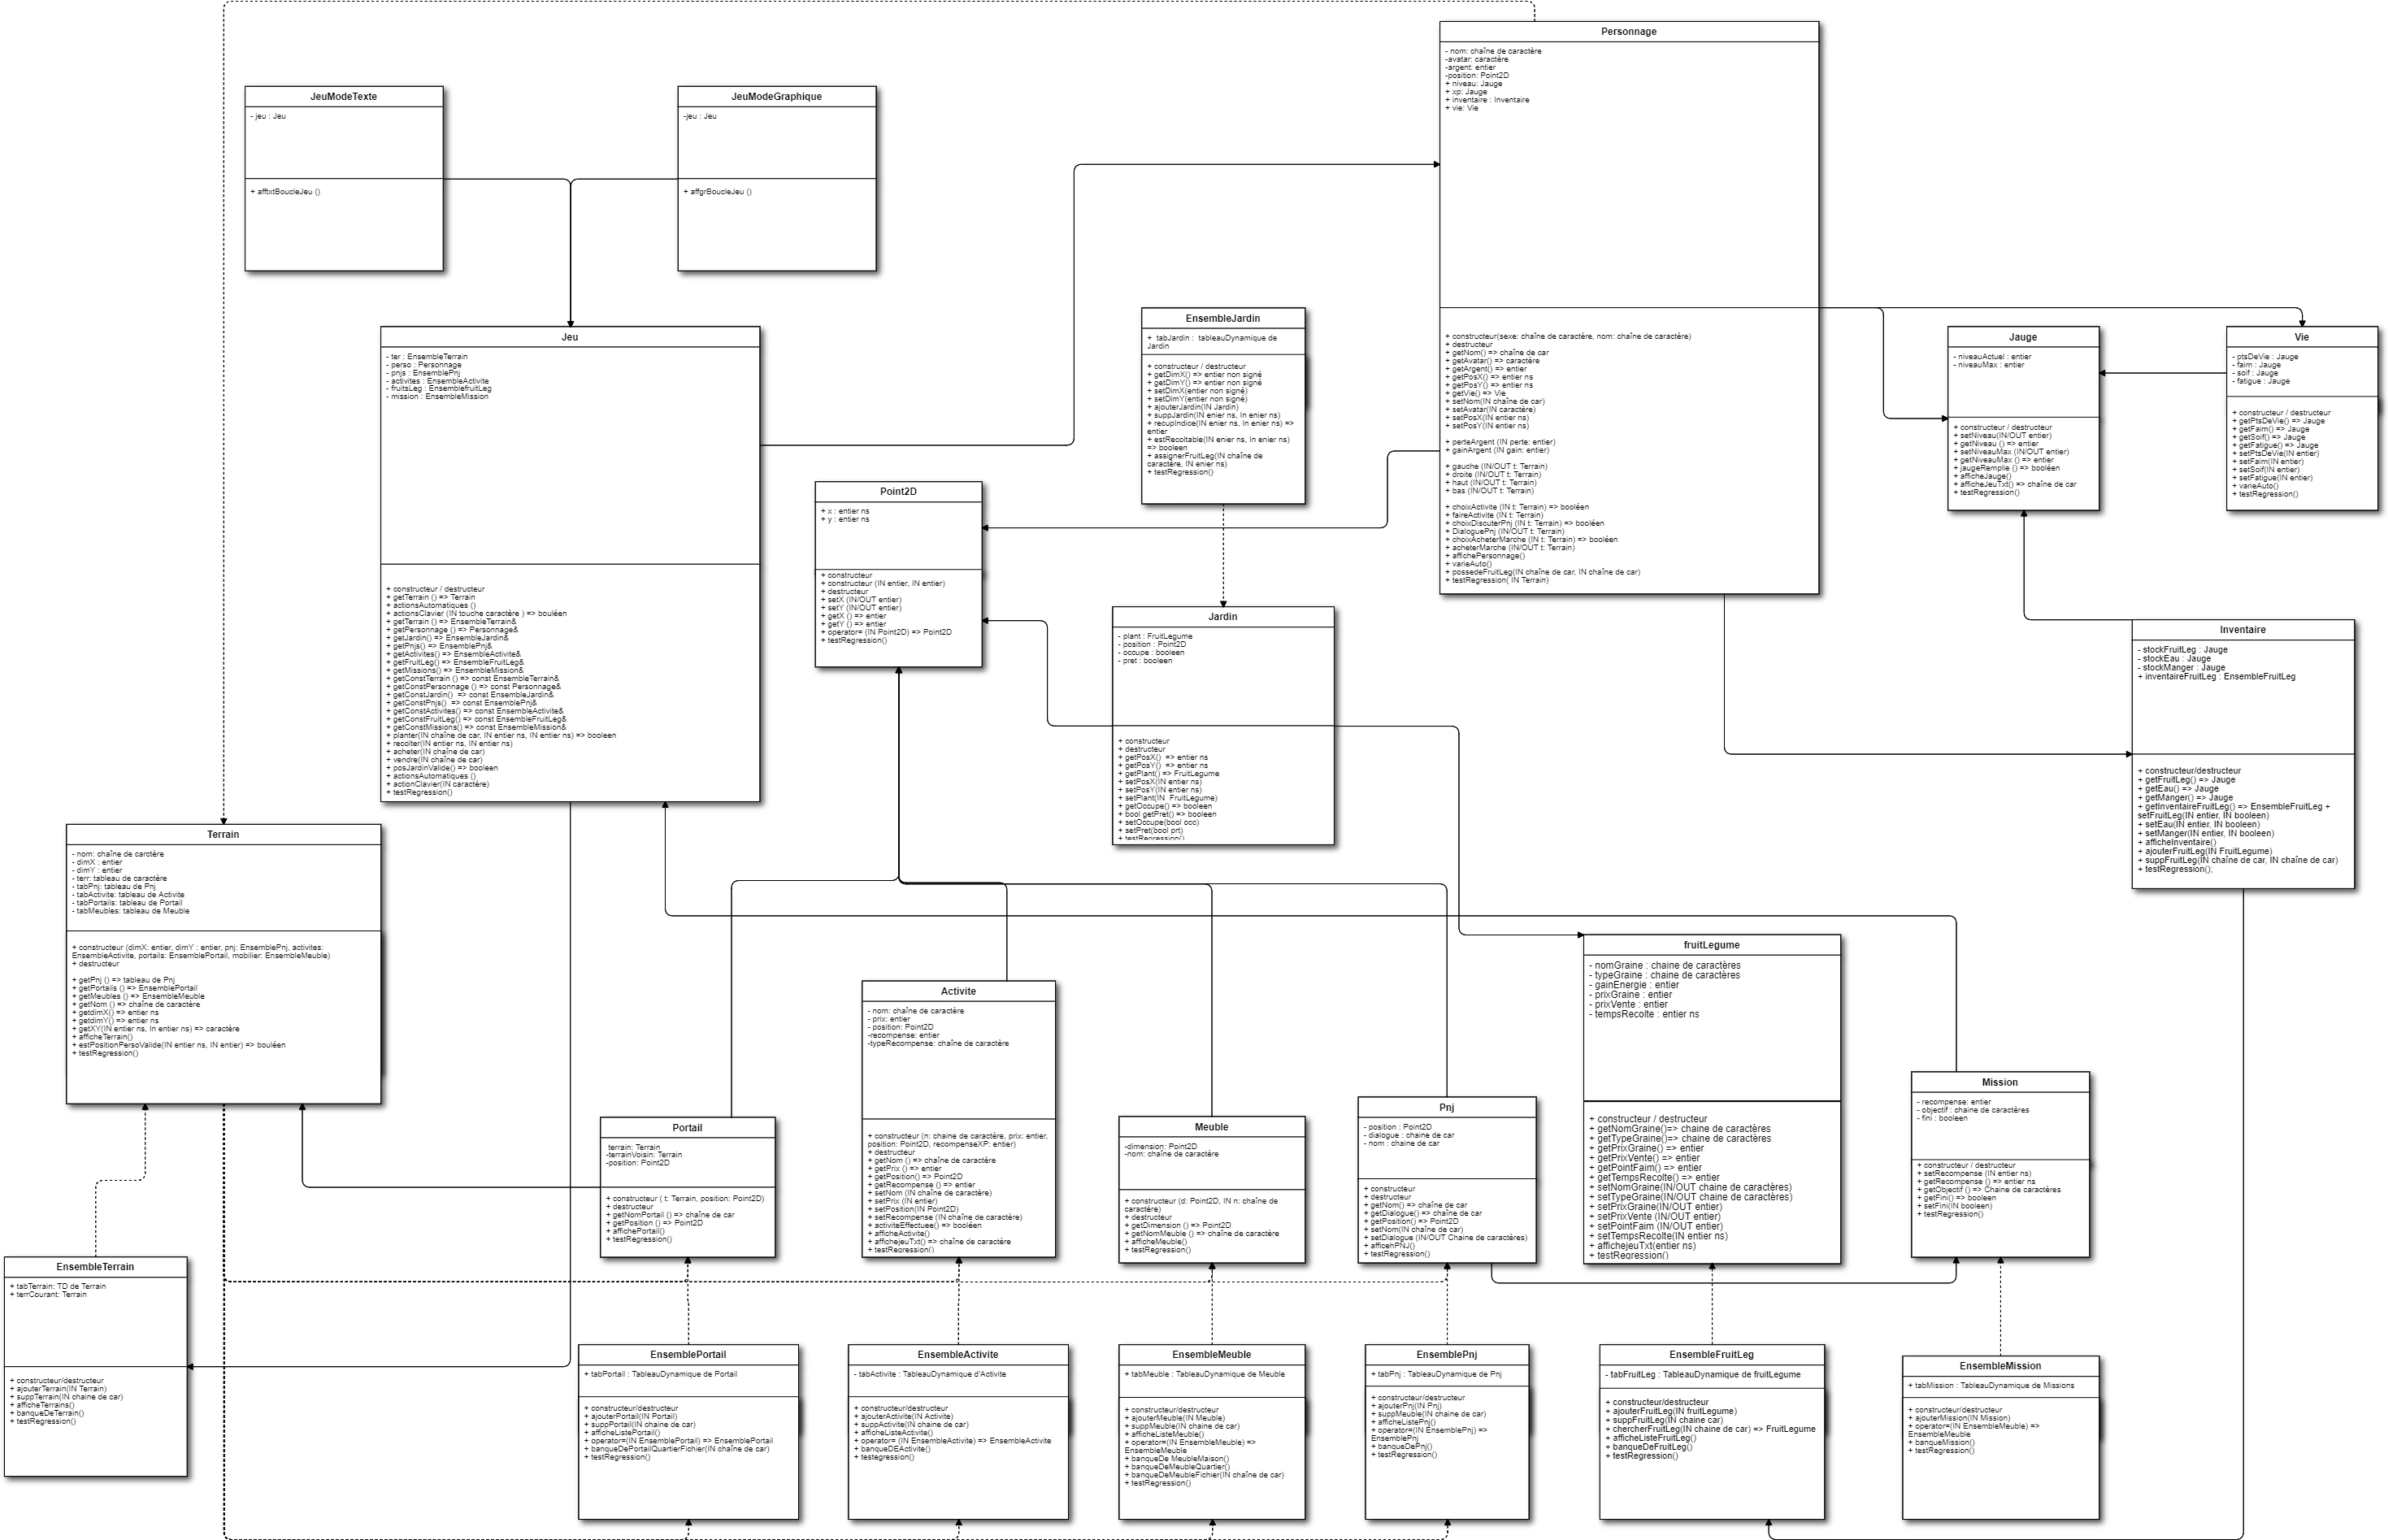 Personnage
- nom: chaîne de caractère
-avatar: caractère
-argent: entier
-position: Point2D
+ niveau: Jauge
+ xp: Jauge
+ inventaire : Inventaire
+ vie: Vie
+ constructeur(sexe: chaîne de caractère, nom: chaîne de caractère)
+ destructeur
+ getNom() => chaîne de car
+ getAvatar() => caractère
+ getArgent() => entier
+ getPosX() => entier ns
+ getPosY() => entier ns
+ getVie() => Vie
+ setNom(IN chaîne de car)
+ setAvatar(IN caractère)
+ setPosX(IN entier ns)
+ setPosY(IN entier ns)
+ perteArgent (IN perte: entier)
+ gainArgent (IN gain: entier)
+ gauche (IN/OUT t: Terrain)
+ droite (IN/OUT t: Terrain)
+ haut (IN/OUT t: Terrain)
+ bas (IN/OUT t: Terrain)
+ choixActivite (IN t: Terrain) => booléen
+ faireActivite (IN t: Terrain)
+ choixDiscuterPnj (IN t: Terrain) => booléen
+ DialoguePnj (IN/OUT t: Terrain)
+ choixAcheterMarche (IN t: Terrain) => booléen
+ acheterMarche (IN/OUT t: Terrain)
+ affichePersonnage()
+ varieAuto()
+ possedeFruitLeg(IN chaîne de car, IN chaîne de car)
+ testRegression( IN Terrain)
JeuModeTexte
- jeu : Jeu
+ afftxtBoucleJeu ()
JeuModeGraphique
-jeu : Jeu
+ affgrBoucleJeu ()
Jeu
- ter : EnsembleTerrain
- perso : Personnage
- pnjs : EnsemblePnj
- activites : EnsembleActivite
- fruitsLeg : EnsemblefruitLeg
- mission : EnsembleMission
+ constructeur / destructeur
+ getTerrain () => Terrain
+ actionsAutomatiques ()
+ actionsClavier (IN touche caractère ) => bouléen
+ getTerrain () => EnsembleTerrain&
+ getPersonnage () => Personnage&
+ getJardin() => EnsembleJardin&
+ getPnjs() => EnsemblePnj&
+ getActivites() => EnsembleActivite&
+ getFruitLeg() => EnsembleFruitLeg&
+ getMissions() => EnsembleMission&
+ getConstTerrain () => const EnsembleTerrain&
+ getConstPersonnage () => const Personnage&
+ getConstJardin()  => const EnsembleJardin&
+ getConstPnjs()  => const EnsemblePnj&
+ getConstActivites() => const EnsembleActivite&
+ getConstFruitLeg() => const EnsembleFruitLeg&
+ getConstMissions() => const EnsembleMission&
+ planter(IN chaîne de car, IN entier ns, IN entier ns) => booleen
+ recolter(IN entier ns, IN entier ns)
+ acheter(IN chaîne de car)
+ vendre(IN chaîne de car)
+ posJardinValide() => booleen
+ actionsAutomatiques ()
+ actionClavier(IN caractère)
+ testRegression()
EnsembleJardin
+  tabJardin :  tableauDynamique de
Jardin
+ constructeur / destructeur
+ getDimX() => entier non signé
+ getDimY() => entier non signé
+ setDimX(entier non signé)
+ setDimY(entier non signé)
+ ajouterJardin(IN Jardin)
+ suppJardin(IN enier ns, In enier ns)
+ recupIndice(IN enier ns, In enier ns) =>
entier
+ estRecoltable(IN enier ns, In enier ns)
=> booleen
+ assignerFruitLeg(IN chaîne de
caractère, IN enier ns)
+ testRegression()
Jauge
- niveauActuel : entier
- niveauMax : entier
+ constructeur / destructeur
+ setNiveau(IN/OUT entier)
+ getNiveau () => entier
+ setNiveauMax (IN/OUT entier)
+ getNiveauMax () => entier
+ jaugeRemplie () => booléen
+ afficheJauge()
+ afficheJeuTxt() => chaîne de car
+ testRegression()
Vie
- ptsDeVie : Jauge
- faim : Jauge
- soif : Jauge
- fatigue : Jauge
+ constructeur / destructeur
+ getPtsDeVie() => Jauge
+ getFaim() => Jauge
+ getSoif() => Jauge
+ getFatigue() => Jauge
+ setPtsDeVie(IN entier)
+ setFaim(IN entier)
+ setSoif(IN entier)
+ setFatigue(IN entier)
+ varieAuto()
+ testRegression()
Point2D
+ x : entier ns
+ y : entier ns
+ constructeur
+ constructeur (IN entier, IN entier)
+ destructeur
+ setX (IN/OUT entier)
+ setY (IN/OUT entier)
+ getX () => entier
+ getY () => entier
+ operator= (IN Point2D) => Point2D
+ testRegression()
Jardin
- plant : FruitLegume
- position : Point2D
- occupe : booleen
- pret : booleen
+ constructeur
+ destructeur
+ getPosX()  => entier ns
+ getPosY()  => entier ns
+ getPlant() => FruitLegume
+ setPosX(IN entier ns)
+ setPosY(IN entier ns)
+ setPlant(IN  FruitLegume)
+ getOccupe() => booleen
+ bool getPret() => booleen
+ setOccupe(bool occ)
+ setPret(bool prt)
+ testRegression()
Inventaire
- stockFruitLeg : Jauge
- stockEau : Jauge
- stockManger : Jauge
+ inventaireFruitLeg : EnsembleFruitLeg
+ constructeur/destructeur
+ getFruitLeg() => Jauge
+ getEau() => Jauge
+ getManger() => Jauge
+ getInventaireFruitLeg() => EnsembleFruitLeg +
setFruitLeg(IN entier, IN booleen)
+ setEau(IN entier, IN booleen)
+ setManger(IN entier, IN booleen)
+ afficheInventaire()
+ ajouterFruitLeg(IN FruitLegume)
+ suppFruitLeg(IN chaîne de car, IN chaîne de car)
+ testRegression();
Terrain
- nom: chaîne de carctère
- dimX : entier
- dimY : entier
- terr: tableau de caractère
- tabPnj: tableau de Pnj
- tabActivite: tableau de Activite
- tabPortails: tableau de Portail
- tabMeubles: tableau de Meuble
+ constructeur (dimX: entier, dimY : entier, pnj: EnsemblePnj, activites:
EnsembleActivite, portails: EnsemblePortail, mobilier: EnsembleMeuble)
+ destructeur
+ getPnj () => tableau de Pnj
+ getPortails () => EnsemblePortail
+ getMeubles () => EnsembleMeuble
+ getNom () => chaîne de caractère
+ getdimX() => entier ns
+ getdimY() => entier ns
+ getXY(IN entier ns, In entier ns) => caractère
+ afficheTerrain()
+ estPositionPersoValide(IN entier ns, IN entier) => bouléen
+ testRegression()
fruitLegume
- nomGraine : chaine de caractères
- typeGraine : chaine de caractères
- gainEnergie : entier
- prixGraine : entier
- prixVente : entier
- tempsRecolte : entier ns
+ constructeur / destructeur
+ getNomGraine()=> chaine de caractères
+ getTypeGraine()=> chaine de caractères
+ getPrixGraine() => entier
+ getPrixVente() => entier
+ getPointFaim() => entier
+ getTempsRecolte() => entier
+ setNomGraine(IN/OUT chaine de caractères)
+ setTypeGraine(IN/OUT chaine de caractères)
+ setPrixGraine(IN/OUT entier)
+ setPrixVente (IN/OUT entier)
+ setPointFaim (IN/OUT entier)
+ setTempsRecolte(IN entier ns)
+ affichejeuTxt(entier ns)
+ testRegression()
Activite
- nom: chaîne de caractère
- prix: entier
- position: Point2D
-recompense: entier
-typeRecompense: chaîne de caractère
+ constructeur (n: chaine de caractère, prix: entier,
position: Point2D, recompenseXP: entier)
+ destructeur
+ getNom () => chaîne de caractère
+ getPrix () => entier
+ getPosition() => Point2D
+ getRecompense () => entier
+ setNom (IN chaîne de caractère)
+ setPrix (IN entier)
+ setPosition(IN Point2D)
+ setRecompense (IN chaîne de caractère)
+ activiteEffectuee() => booléen
+ afficheActivite()
+ affichejeuTxt() => chaîne de caractère
+ testRegression()
Mission
- recompense: entier
- objectif : chaine de caractères
- fini : booleen
+ constructeur / destructeur
+ setRecompense (IN entier ns)
+ getRecompense () => entier ns
+ getObjectif () => Chaine de caractères
+ getFini() => booleen
+ setFini(IN booleen)
+ testRegression()
Portail
terrain: Terrain
-terrainVoisin: Terrain
-position: Point2D
+ constructeur ( t: Terrain, position: Point2D)
+ destructeur
+ getNomPortail () => chaîne de car
+ getPosition () => Point2D
+ affichePortail()
+ testRegression()
Meuble
-dimension: Point2D
-nom: chaîne de caractère
+ constructeur (d: Point2D, IN n: chaîne de
caractère)
+ destructeur
+ getDimension () => Point2D
+ getNomMeuble () => chaîne de caractère
+ afficheMeuble()
+ testRegression()
Pnj
- position : Point2D
- dialogue : chaine de car
- nom : chaine de car
+ constructeur
+ destructeur
+ getNom() => chaîne de car
+ getDialogue() => chaîne de car
+ getPosition() => Point2D
+ setNom(IN chaîne de car)
+ setDialogue (IN/OUT Chaine de caractères)
+ afficehPNJ()
+ testRegression()
EnsembleTerrain
+ tabTerrain: TD de Terrain
+ terrCourant: Terrain
+ constructeur/destructeur
+ ajouterTerrain(IN Terrain)
+ suppTerrain(IN chaine de car)
+ afficheTerrains()
+ banqueDeTerrain()
+ testRegression()
EnsemblePortail
+ tabPortail : TableauDynamique de Portail
+ constructeur/destructeur
+ ajouterPortail(IN Portail)
+ suppPortail(IN chaine de car)
+ afficheListePortail()
+ operator=(IN EnsemblePortail) => EnsemblePortail
+ banqueDePortailQuartierFichier(IN chaîne de car)
+ testRegression()
EnsembleActivite
- tabActivite : TableauDynamique d'Activite
+ constructeur/destructeur
+ ajouterActivite(IN Activite)
+ suppActivite(IN chaine de car)
+ afficheListeActivite()
+ operator= (IN EnsembleActivite) => EnsembleActivite
+ banqueDEActivite()
+ testegression()
EnsembleMeuble
+ tabMeuble : TableauDynamique de Meuble
+ constructeur/destructeur
+ ajouterMeuble(IN Meuble)
+ suppMeuble(IN chaine de car)
+ afficheListeMeuble()
+ operator=(IN EnsembleMeuble) =>
EnsembleMeuble
+ banqueDe MeubleMaison()
+ banqueDeMeubleQuartier()
+ banqueDeMeubleFichier(IN chaîne de car)
+ testRegression()
EnsemblePnj
+ tabPnj : TableauDynamique de Pnj
+ constructeur/destructeur
+ ajouterPnj(IN Pnj)
+ suppMeuble(IN chaine de car)
+ afficheListePnj()
+ operator=(IN EnsemblePnj) =>
EnsemblePnj
+ banqueDePnj()
+ testRegression()
EnsembleFruitLeg
- tabFruitLeg : TableauDynamique de fruitLegume
+ constructeur/destructeur
+ ajouterFruitLeg(IN fruitLegume)
+ suppFruitLeg(IN chaine car)
+ chercherFruitLeg(IN chaine de car) => FruitLegume
+ afficheListeFruitLeg()
+ banqueDeFruitLeg()
+ testRegression()
EnsembleMission
+ tabMission : TableauDynamique de Missions
+ constructeur/destructeur
+ ajouterMission(IN Mission)
+ operator=(IN EnsembleMeuble) =>
EnsembleMeuble
+ banqueMission()
+ testRegression()